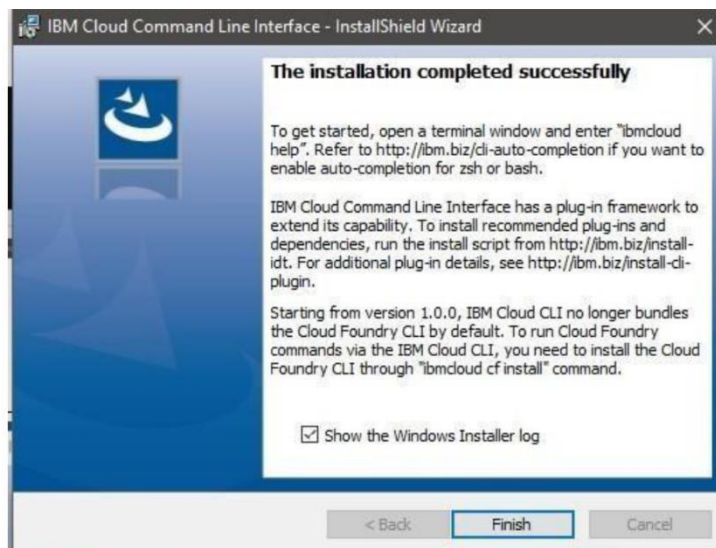 IBM Cloud Command Line Interface - InstallShield Wizard
The installation completed successfully
To get started, open a terminal window and enter "ibmcloud
help". Refer to http://ibm.biz/cli-auto-completion if you want to
enable auto-completion for zsh or bash.
IBM Cloud Command Line Interface has a plug-in framework to
extend its capability. To install recommended plug-ins and
dependencies, run the install script from http://ibm.biz/install-
idt. For additional plug-in details, see http://ibm.biz/install-cli-
plugin.
Starting from version 1.0.0, IBM Cloud CLI no longer bundles
the Cloud Foundry CLI by default. To run Cloud Foundry
commands via the IBM Cloud CLI, you need to install the Cloud
Foundry CLI through "ibmcloud cf install" command.
Show the Windows Installer log
< Back Finish Cancel